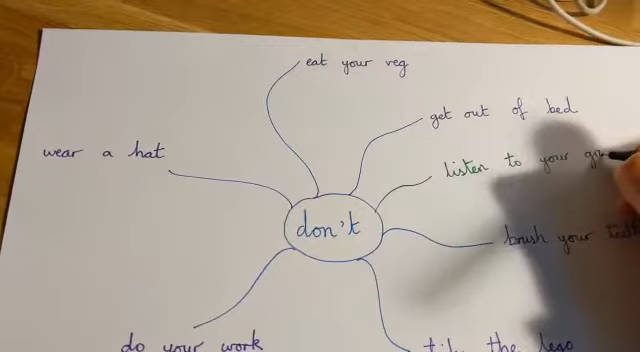 eat your veg
get out of bed
wear a hat
listen to your
don't
brush your teeth
do your work
the lego